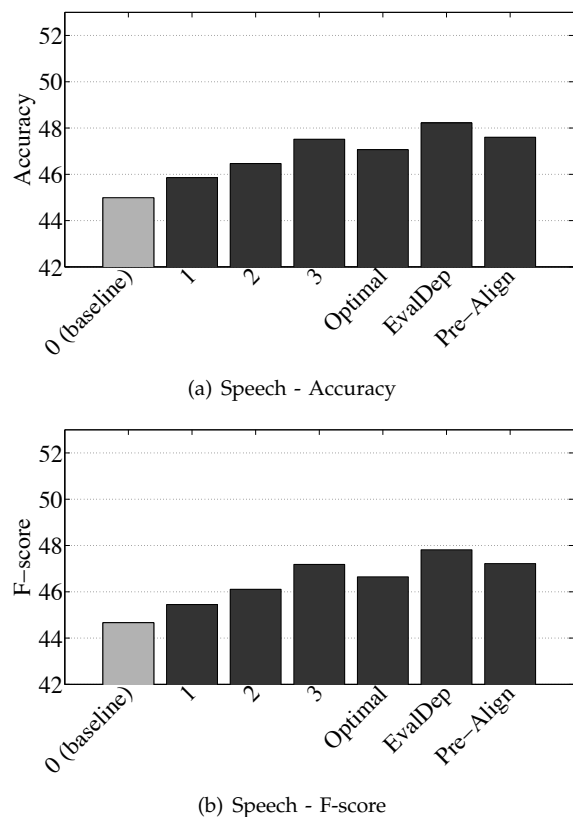 52
50
48
46
44
42
Accuracy
0 (baseline)
1
2
3
Optimal
EvalDep
Pre−Align
(a) Speech - Accuracy
52
50
48
46
44
42
F−score
0 (baseline)
1
2
3
Optimal
EvalDep
Pre−Align
(b) Speech - F-score